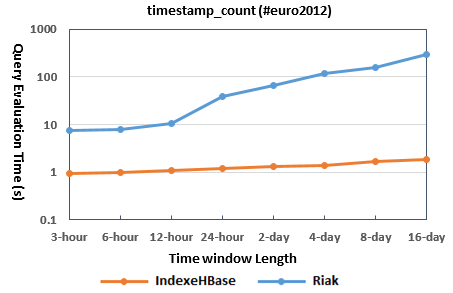 timestamp_count (#euro2012)
Query Evaluation Time (s)
1000
100
10
1
0.1
3-hour 6-hour 12-hour 24-hour 2-day 4-day 8-day 16-day
Time window Length
IndexeHBase Riak